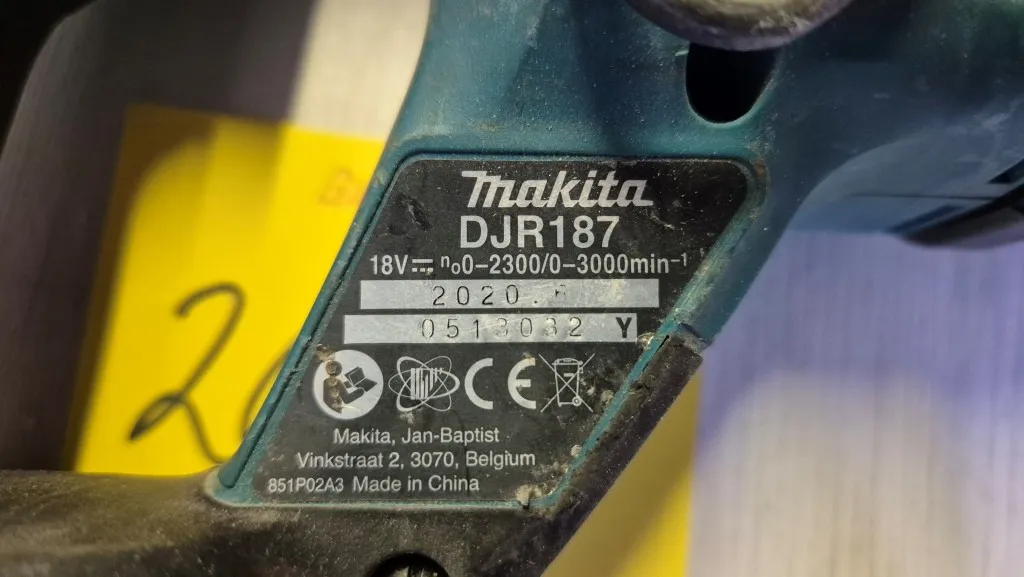 makita
DJR187
18V⎓ n₀0-2300/0-3000min⁻¹
2020.
Y
CE
Makita, Jan-Baptist
Vinkstraat 2, 3070, Belgium
851P02A3 Made in China